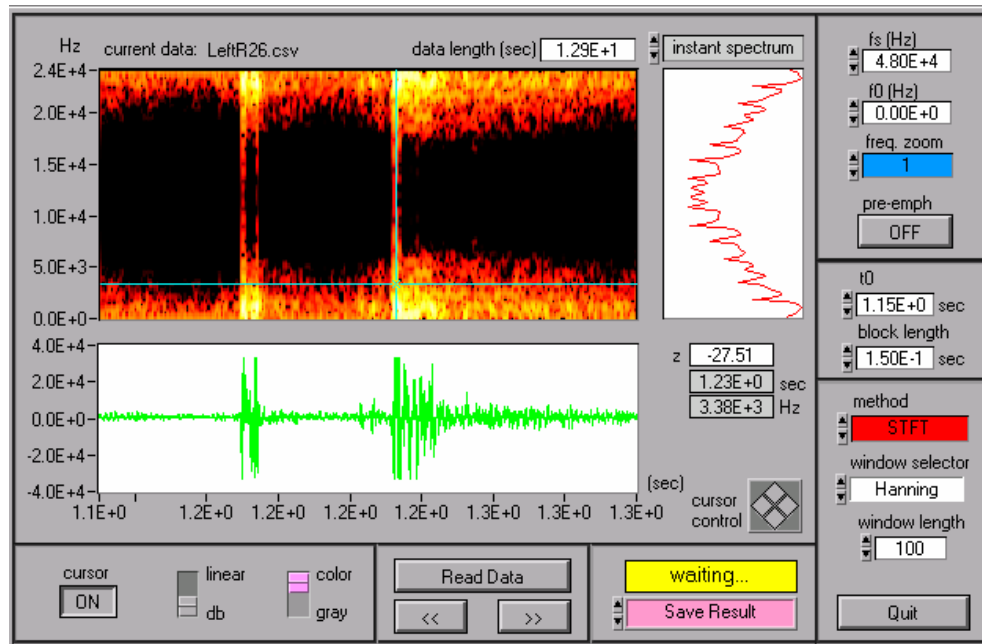 Hz current data: LeftR26.csv data length (sec) 1.29E+1 instant spectrum
2.4E+4
2.0E+4
1.5E+4
1.0E+4
5.0E+3
0.0E+0
4.0E+4
2.0E+4
0.0E+0
-2.0E+4
-4.0E+4
1.1E+0 1.2E+0 1.2E+0 1.2E+0 1.2E+0 1.3E+0 1.3E+0 1.3E+0 (sec)
z -27.51
1.23E+0 sec
3.38E+3 Hz
cursor
control
fs (Hz)
4.80E+4
f0 (Hz)
0.00E+0
freq. zoom
1
pre-emph
OFF
t0
1.15E+0 sec
block length
1.50E-1 sec
method
STFT
window selector
Hanning
window length
100
Quit
cursor
ON
linear
db
color
gray
Read Data
<< >>
waiting...
Save Result